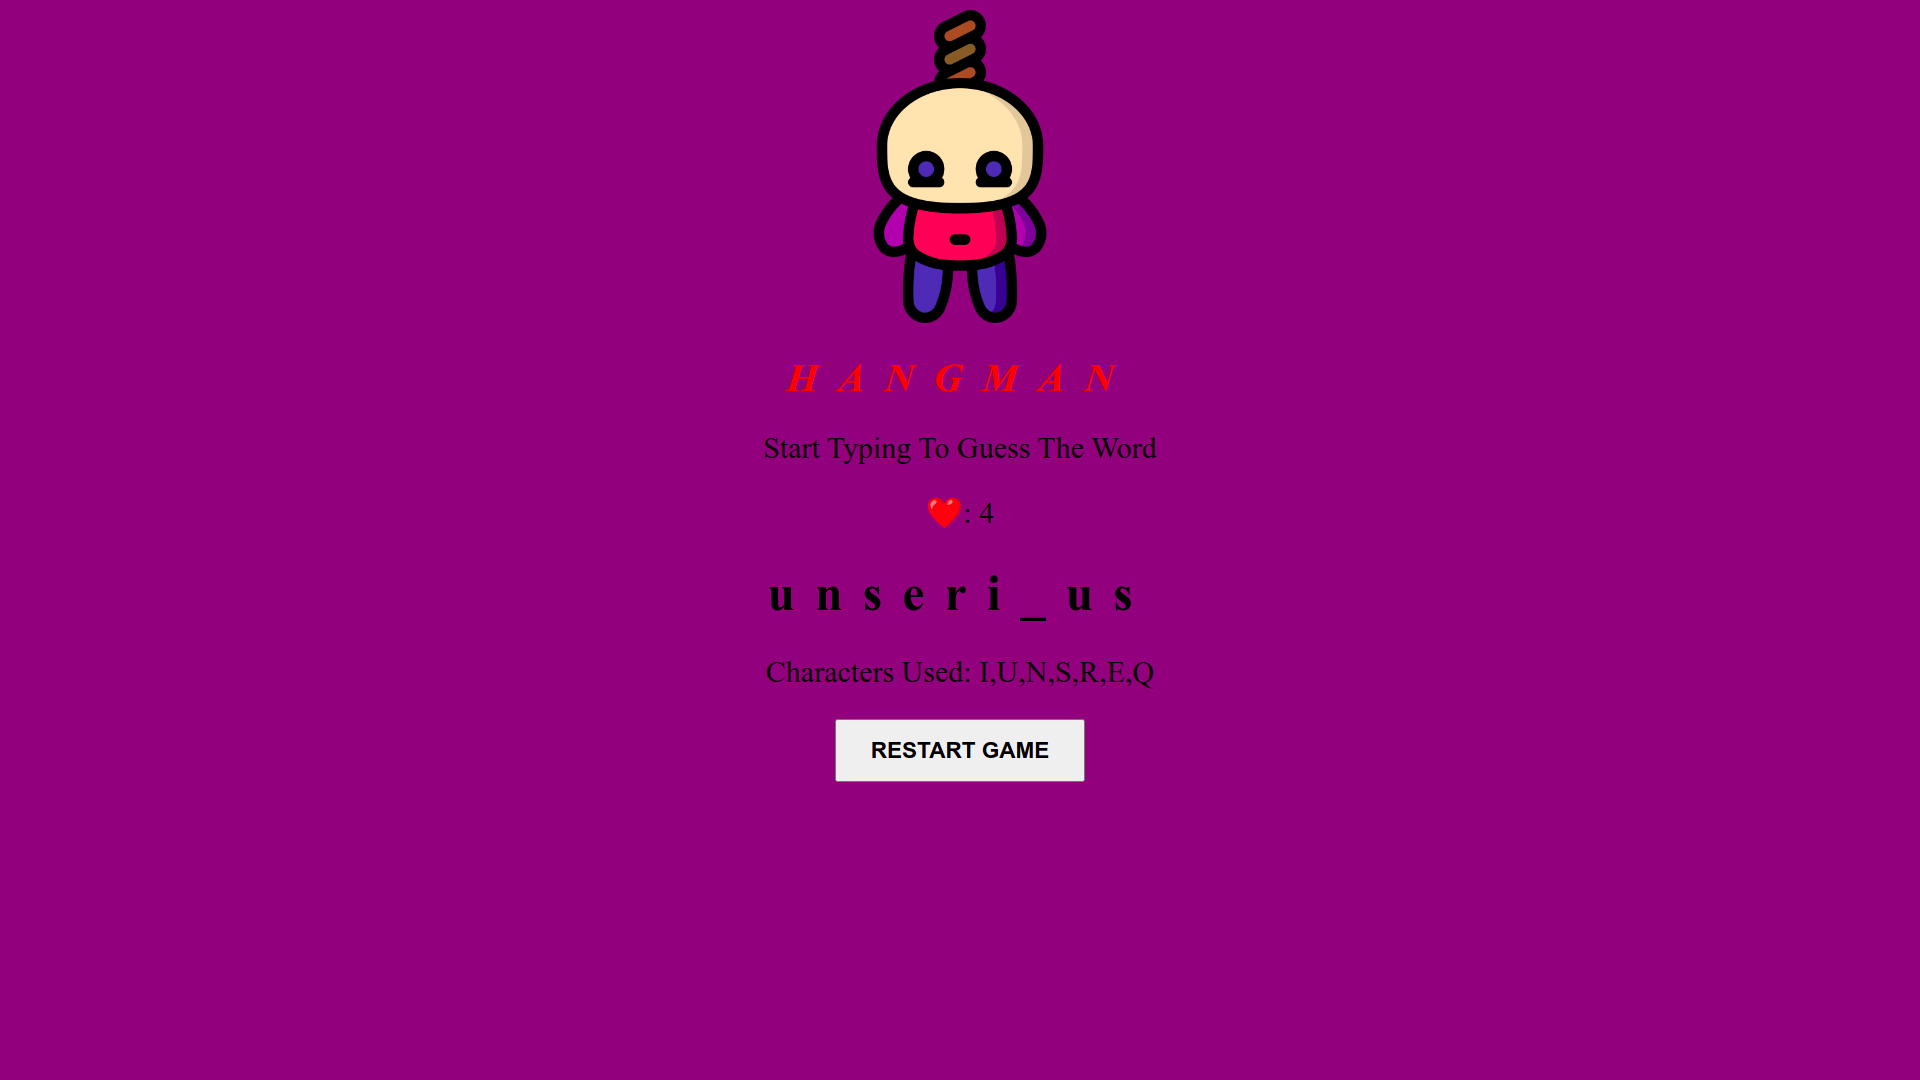 H A N G M A N
Start Typing To Guess The Word
❤️: 4
u n s e r i _ u s
Characters Used: I,U,N,S,R,E,Q
RESTART GAME